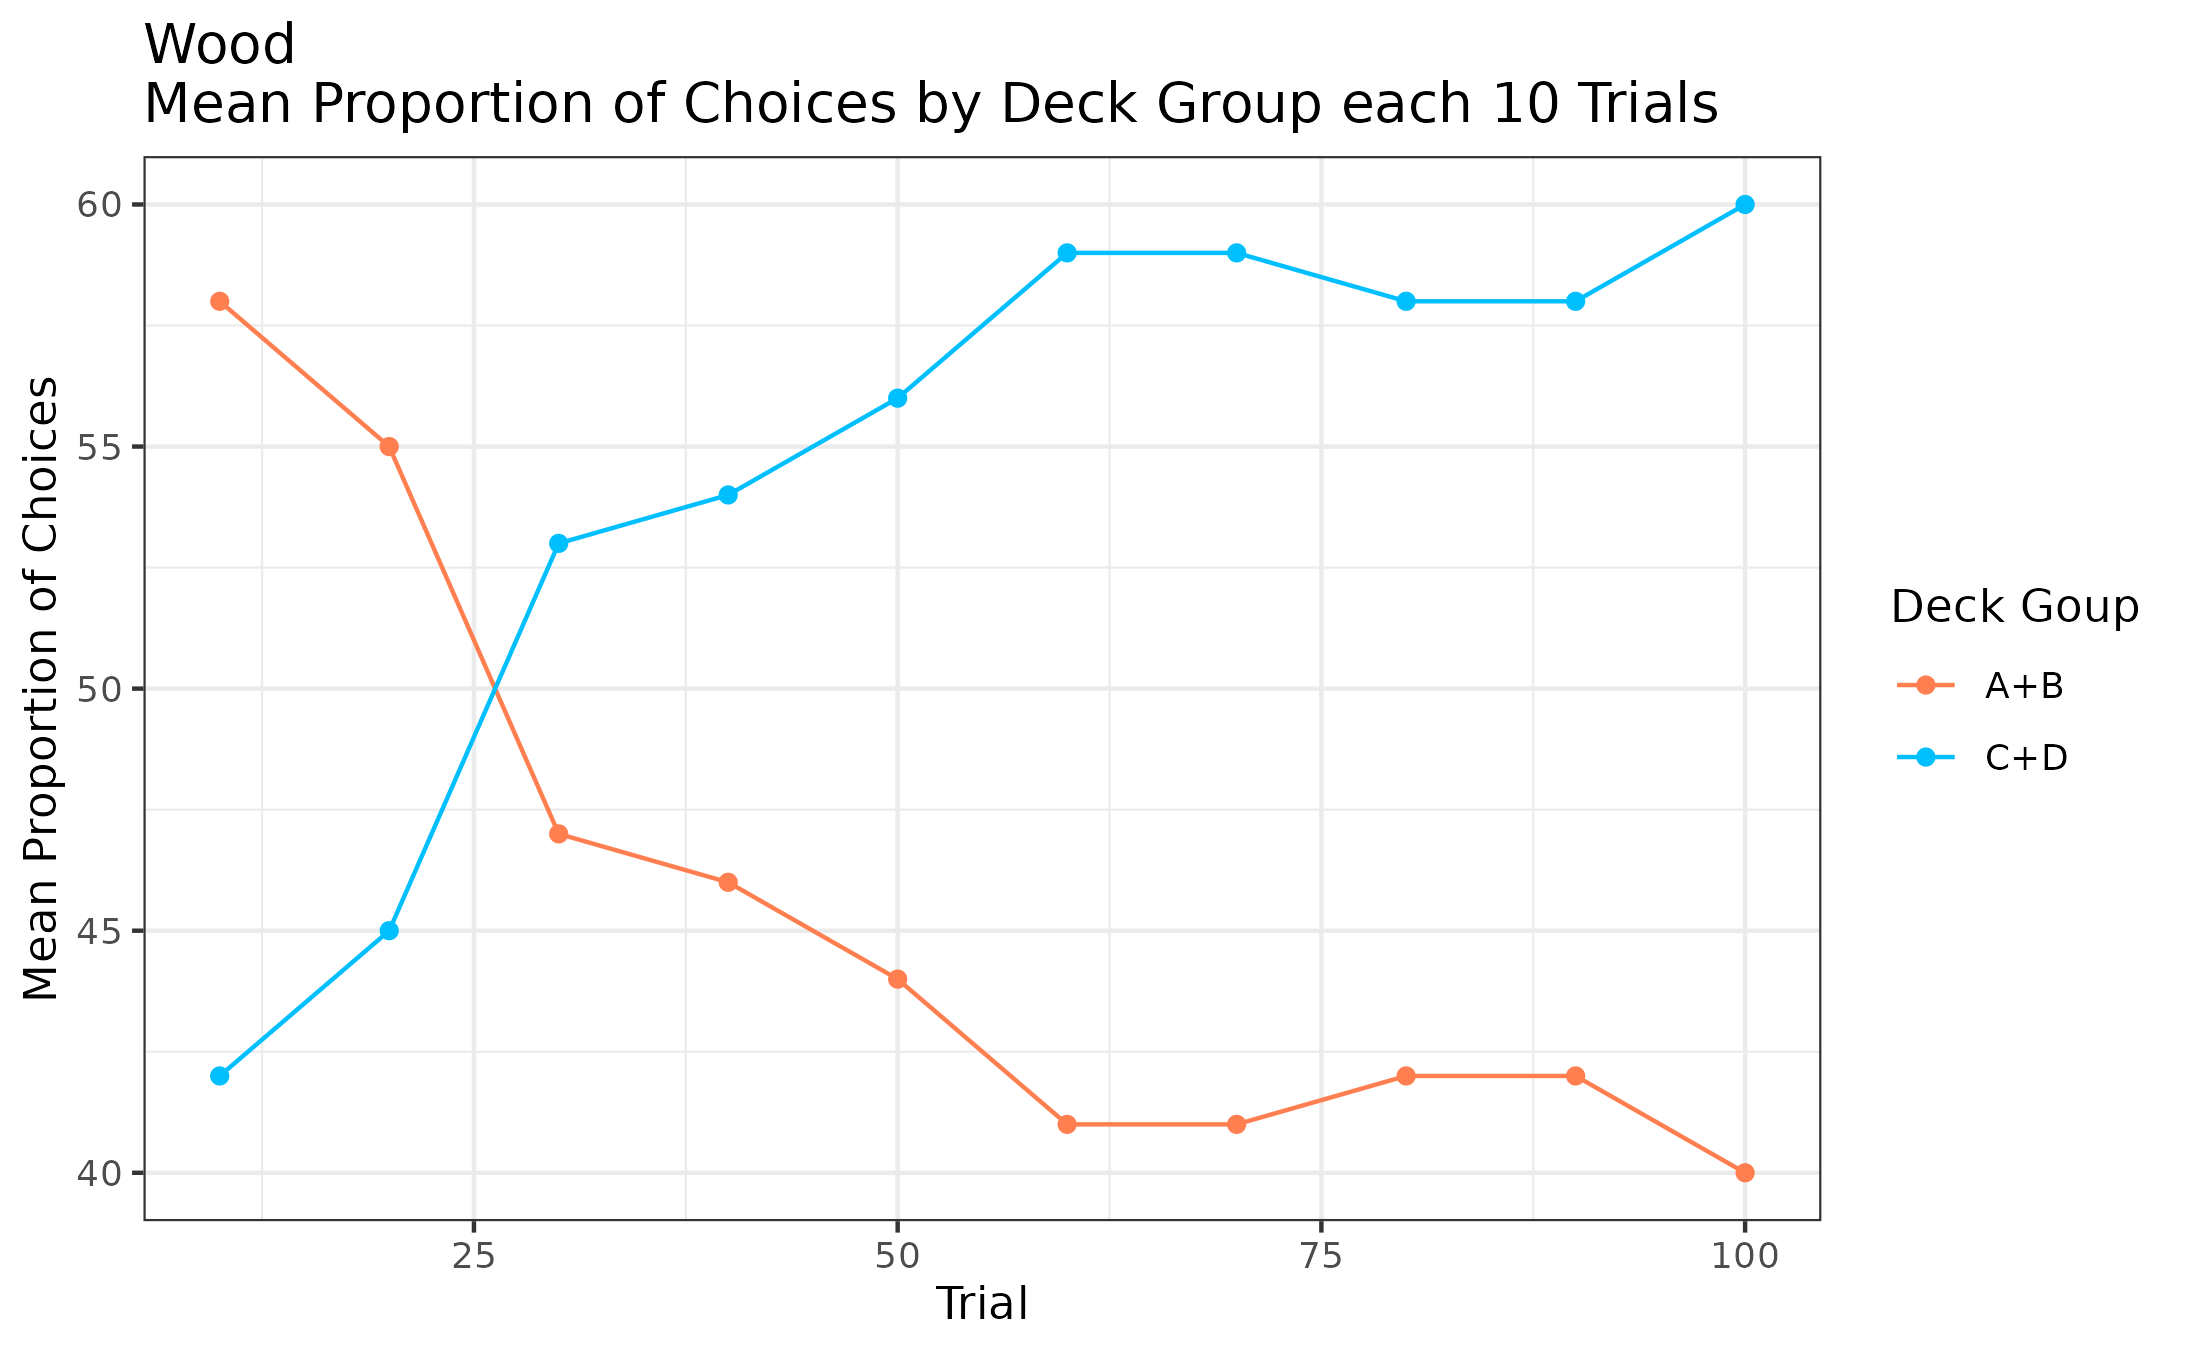 Wood
Mean Proportion of Choices by Deck Group each 10 Trials
Mean Proportion of Choices
60
55
50
45
40
25
50
75
100
Trial
Deck Goup
A+B
C+D